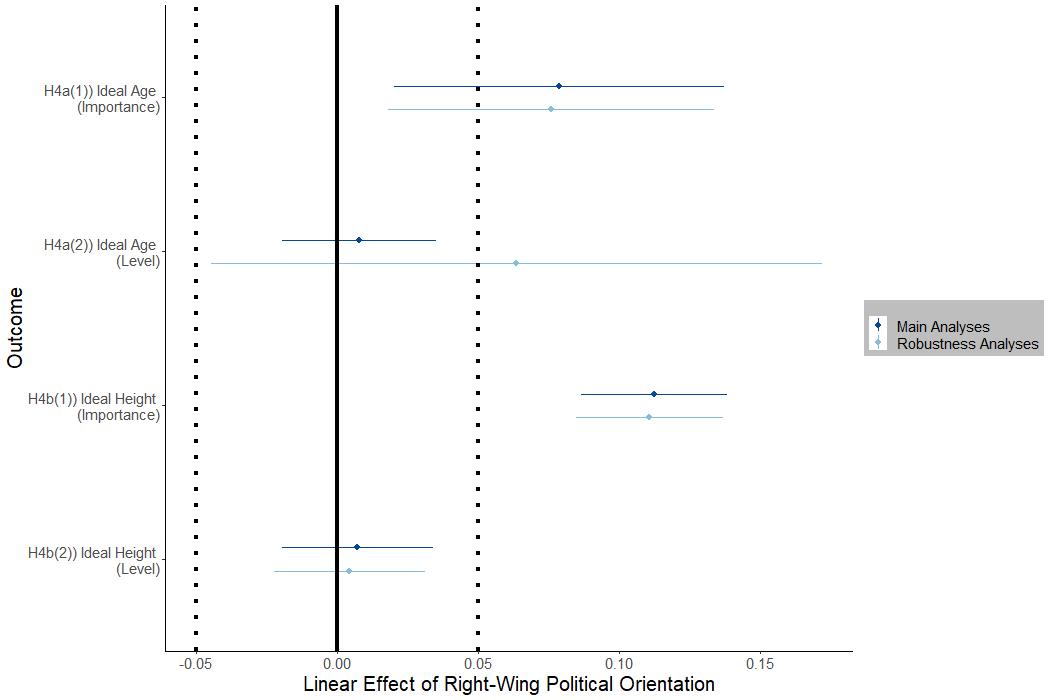 H4a(1)) Ideal Age
(Importance)
H4a(2)) Ideal Age
(Level)
H4b(1)) Ideal Height
(Importance)
H4b(2)) Ideal Height
(Level)
Outcome
-0.05 0.00 0.05 0.10 0.15
Linear Effect of Right-Wing Political Orientation
Main Analyses
Robustness Analyses